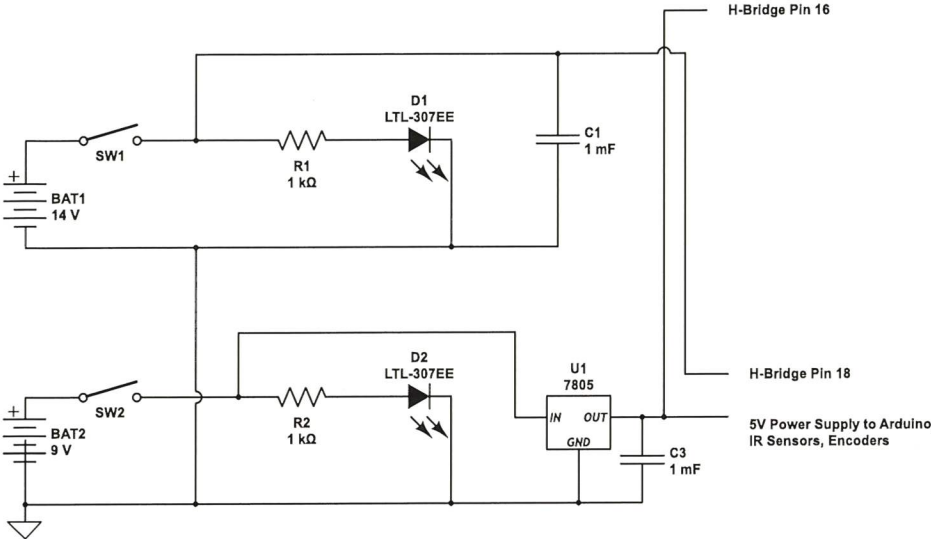 H-Bridge Pin 16
D1
LTL-307EE
SW1
R1
1 kΩ
C1
1 mF
+
BAT1
14 V
D2
LTL-307EE
U1
7805
H-Bridge Pin 18
SW2
R2
1 kΩ
IN OUT
GND
5V Power Supply to Arduino
IR Sensors, Encoders
+
BAT2
9 V
C3
1 mF